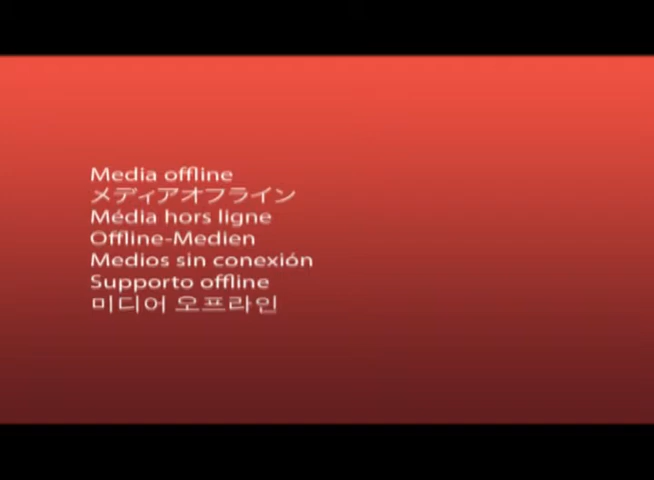 Media offline
メディアオフライン
Média hors ligne
Offline-Medien
Medios sin conexión
Supporto offline
미디어 오프라인